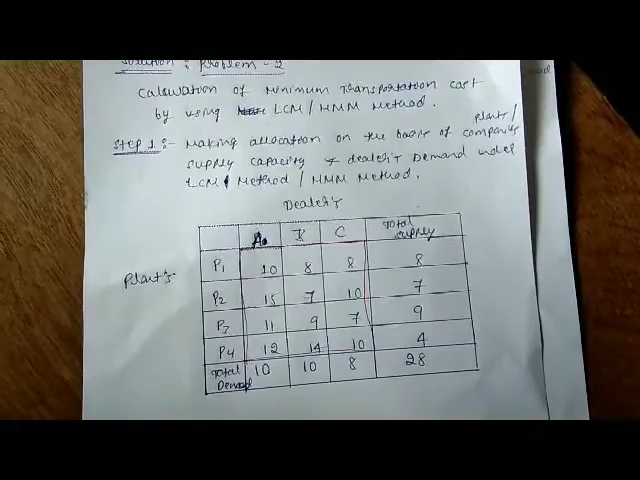 Solution : Problem - 2
Calculation of Minimum Transportation cost
by using LCM / MMM Method.
Step 1 :- Making allocation on the basis of companies plant's /
supply capacity & dealer's Demand under
LCM Method / MMM Method.
Dealer's
A B C Total Supply
Plant's
P1 10 8 8 8
P2 15 7 10 7
P3 11 9 7 9
P4 12 14 10 4
Total Demand 10 10 8 28